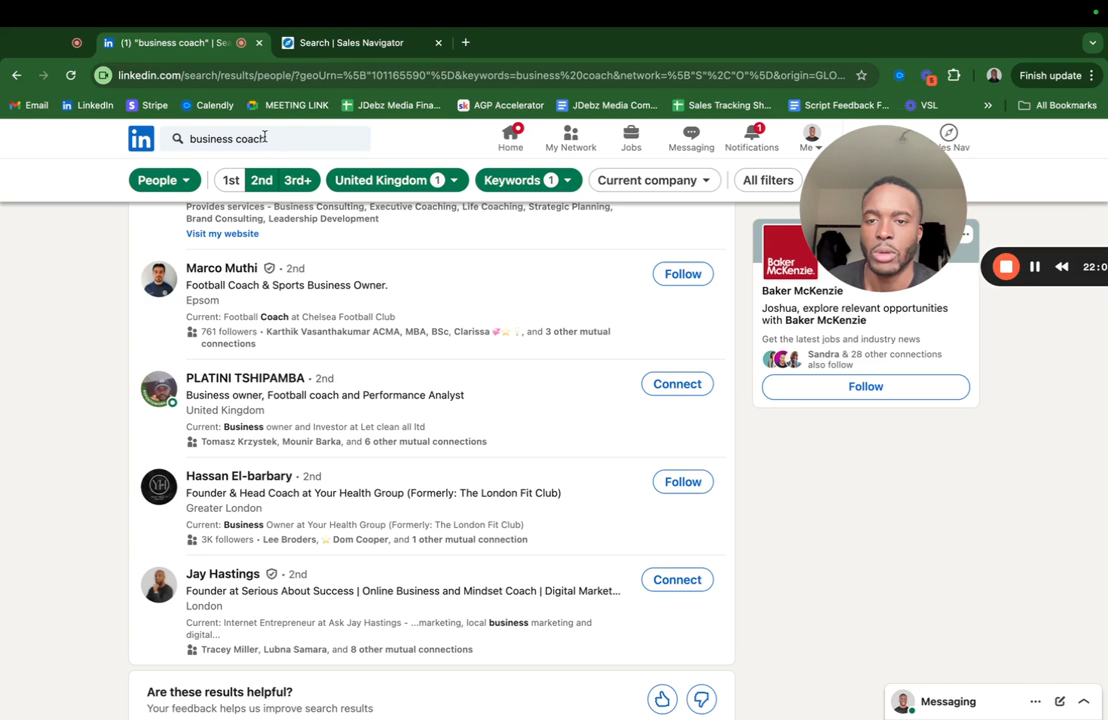 (1) "business coach" | Sea
Search | Sales Navigator
linkedin.com/search/results/people/?geoUrn=%5B"101165590"%5D&keywords=business%20coach&network=%5B"S"%2C"O"%5D&origin=GLO...
Finish update
Email
LinkedIn
Stripe
Calendly
MEETING LINK
JDebz Media Fina...
AGP Accelerator
JDebz Media Com...
Sales Tracking Sh...
Script Feedback F...
VSL
»
All Bookmarks
in
business coach
Home
My Network
Jobs
Messaging
1
Notifications
Me
Nav
People
1st
2nd
3rd+
United Kingdom 1
Keywords 1
Current company
All filters
Provides services - Business Consulting, Executive Coaching, Life Coaching, Strategic Planning,
Brand Consulting, Leadership Development
Visit my website
Marco Muthi • 2nd
Follow
Football Coach & Sports Business Owner.
Epsom
Current: Football Coach at Chelsea Football Club
761 followers • Karthik Vasanthakumar ACMA, MBA, BSc, Clarissa 💞⭐💡, and 3 other mutual
connections
PLATINI TSHIPAMBA • 2nd
Connect
Business owner, Football coach and Performance Analyst
United Kingdom
Current: Business owner and Investor at Let clean all ltd
Tomasz Krzystek, Mounir Barka, and 6 other mutual connections
Hassan El-barbary • 2nd
Follow
Founder & Head Coach at Your Health Group (Formerly: The London Fit Club)
Greater London
Current: Business Owner at Your Health Group (Formerly: The London Fit Club)
3K followers • Lee Broders, ⭐ Dom Cooper, and 1 other mutual connection
Jay Hastings • 2nd
Connect
Founder at Serious About Success | Online Business and Mindset Coach | Digital Market...
London
Current: Internet Entrepreneur at Ask Jay Hastings - ...marketing, local business marketing and
digital...
Tracey Miller, Lubna Samara, and 8 other mutual connections
Are these results helpful?
Your feedback helps us improve search results
Baker
McKenzie.
Baker McKenzie
Joshua, explore relevant opportunities
with Baker McKenzie
Get the latest jobs and industry news
Sandra & 28 other connections
also follow
Follow
22:0
Messaging